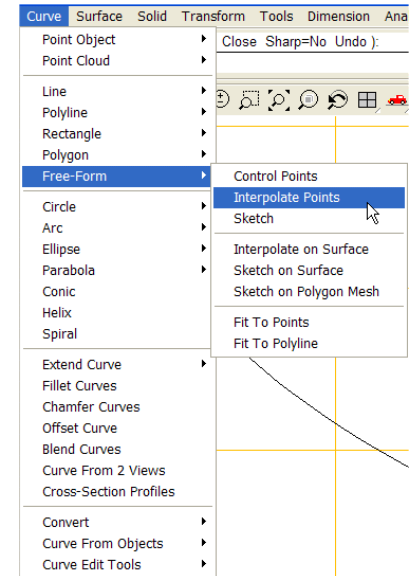 Curve Surface Solid Transform Tools Dimension Ana
Point Object
Point Cloud
Close Sharp=No Undo ):
Line
Polyline
Rectangle
Polygon
Free-Form
Control Points
Interpolate Points
Sketch
Interpolate on Surface
Sketch on Surface
Sketch on Polygon Mesh
Fit To Points
Fit To Polyline
Circle
Arc
Ellipse
Parabola
Conic
Helix
Spiral
Extend Curve
Fillet Curves
Chamfer Curves
Offset Curve
Blend Curves
Curve From 2 Views
Cross-Section Profiles
Convert
Curve From Objects
Curve Edit Tools